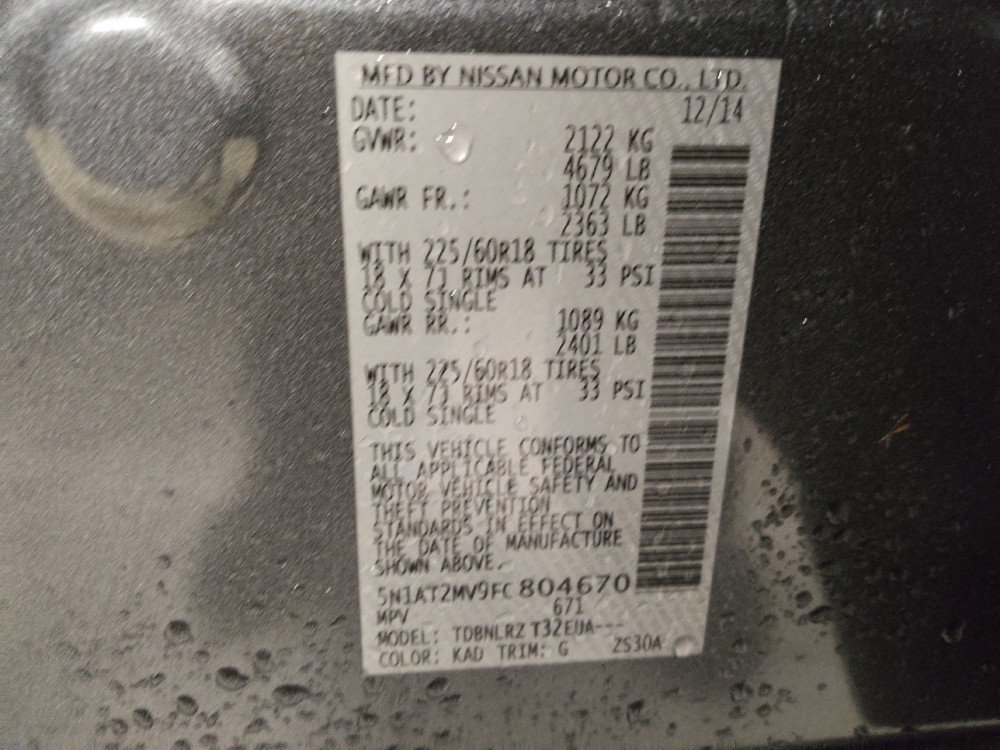 MFD BY NISSAN MOTOR CO., LTD.
DATE: 12/14
GVWR: 2122 KG
4679 LB
GAWR FR.: 1072 KG
2363 LB
WITH 225/60R18 TIRES
18 X 7J RIMS AT 33 PSI
COLD SINGLE
GAWR RR.: 1089 KG
2401 LB
WITH 225/60R18 TIRES
18 X 7J RIMS AT 33 PSI
COLD SINGLE
THIS VEHICLE CONFORMS TO
ALL APPLICABLE FEDERAL
MOTOR VEHICLE SAFETY AND
THEFT PREVENTION
STANDARDS IN EFFECT ON
THE DATE OF MANUFACTURE
SHOWN ABOVE.
5N1AT2MV9FC 804670
MPV 671
MODEL: TDBNLRZ T32EUA---
COLOR: KAD TRIM: G 2S30A